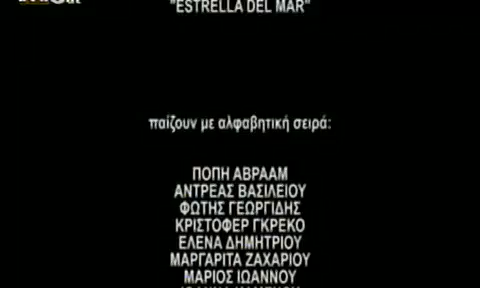 "ESTRELLA DEL MAR"
παίζουν με αλφαβητική σειρά:
ΠΟΠΗ ΑΒΡΑΑΜ
ΑΝΤΡΕΑΣ ΒΑΣΙΛΕΙΟΥ
ΦΩΤΗΣ ΓΕΩΡΓΙΔΗΣ
ΚΡΙΣΤΟΦΕΡ ΓΚΡΕΚΟ
ΕΛΕΝΑ ΔΗΜΗΤΡΙΟΥ
ΜΑΡΓΑΡΙΤΑ ΖΑΧΑΡΙΟΥ
ΜΑΡΙΟΣ ΙΩΑΝΝΟΥ